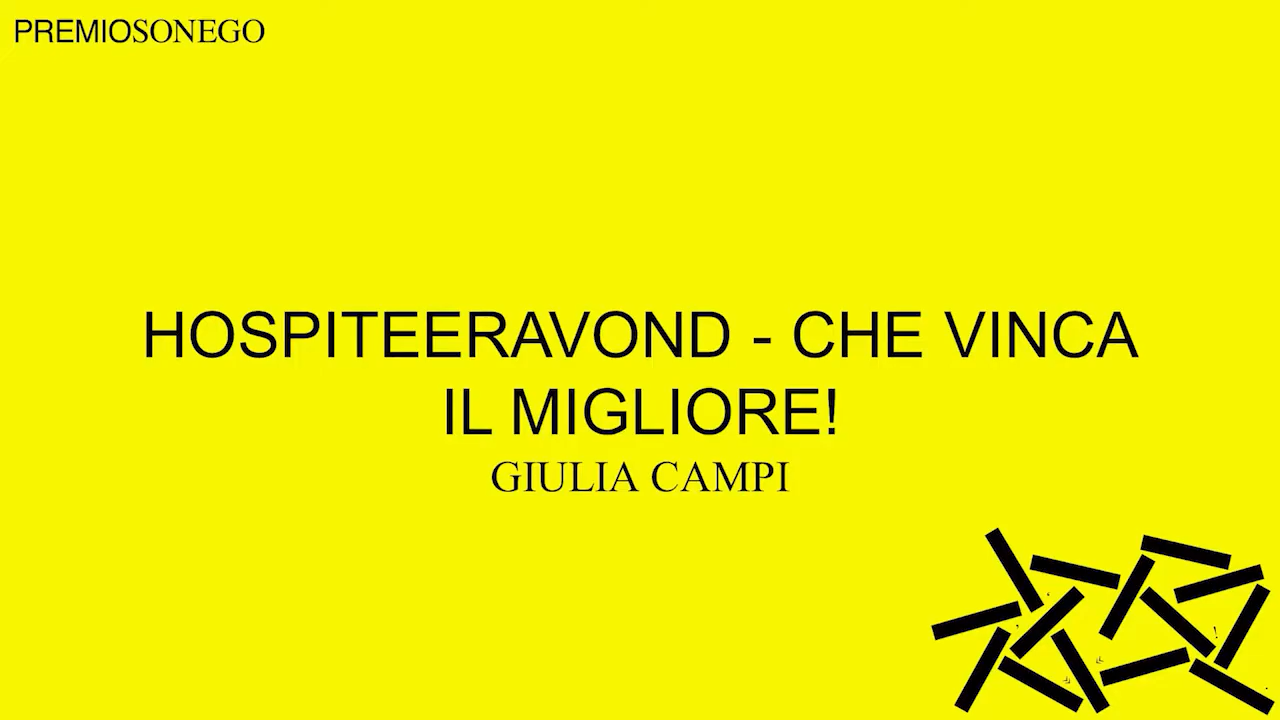 PREMIOSONEGO
HOSPITEERAVOND - CHE VINCA
IL MIGLIORE!
GIULIA CAMPI